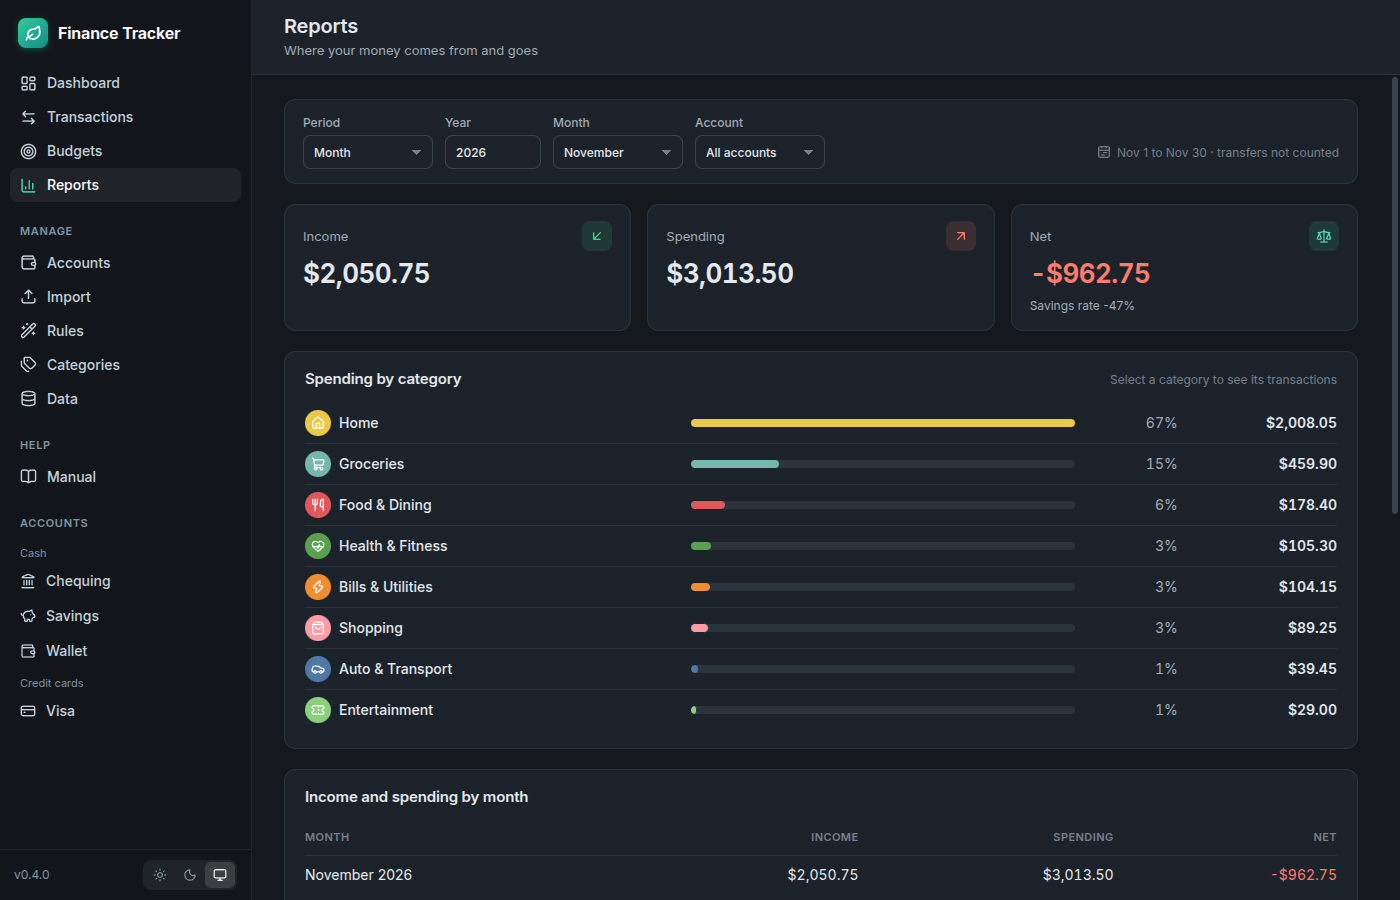 Finance Tracker
Dashboard
Transactions
Budgets
Reports
MANAGE
Accounts
Import
Rules
Categories
Data
HELP
Manual
ACCOUNTS
Cash
Chequing
Savings
Wallet
Credit cards
Visa
v0.4.0
Reports
Where your money comes from and goes
Period Year Month Account
Month 2026 November All accounts
Nov 1 to Nov 30 · transfers not counted
Income
$2,050.75
Spending
$3,013.50
Net
-$962.75
Savings rate -47%
Spending by category
Select a category to see its transactions
Home 67% $2,008.05
Groceries 15% $459.90
Food & Dining 6% $178.40
Health & Fitness 3% $105.30
Bills & Utilities 3% $104.15
Shopping 3% $89.25
Auto & Transport 1% $39.45
Entertainment 1% $29.00
Income and spending by month
MONTH INCOME SPENDING NET
November 2026 $2,050.75 $3,013.50 -$962.75